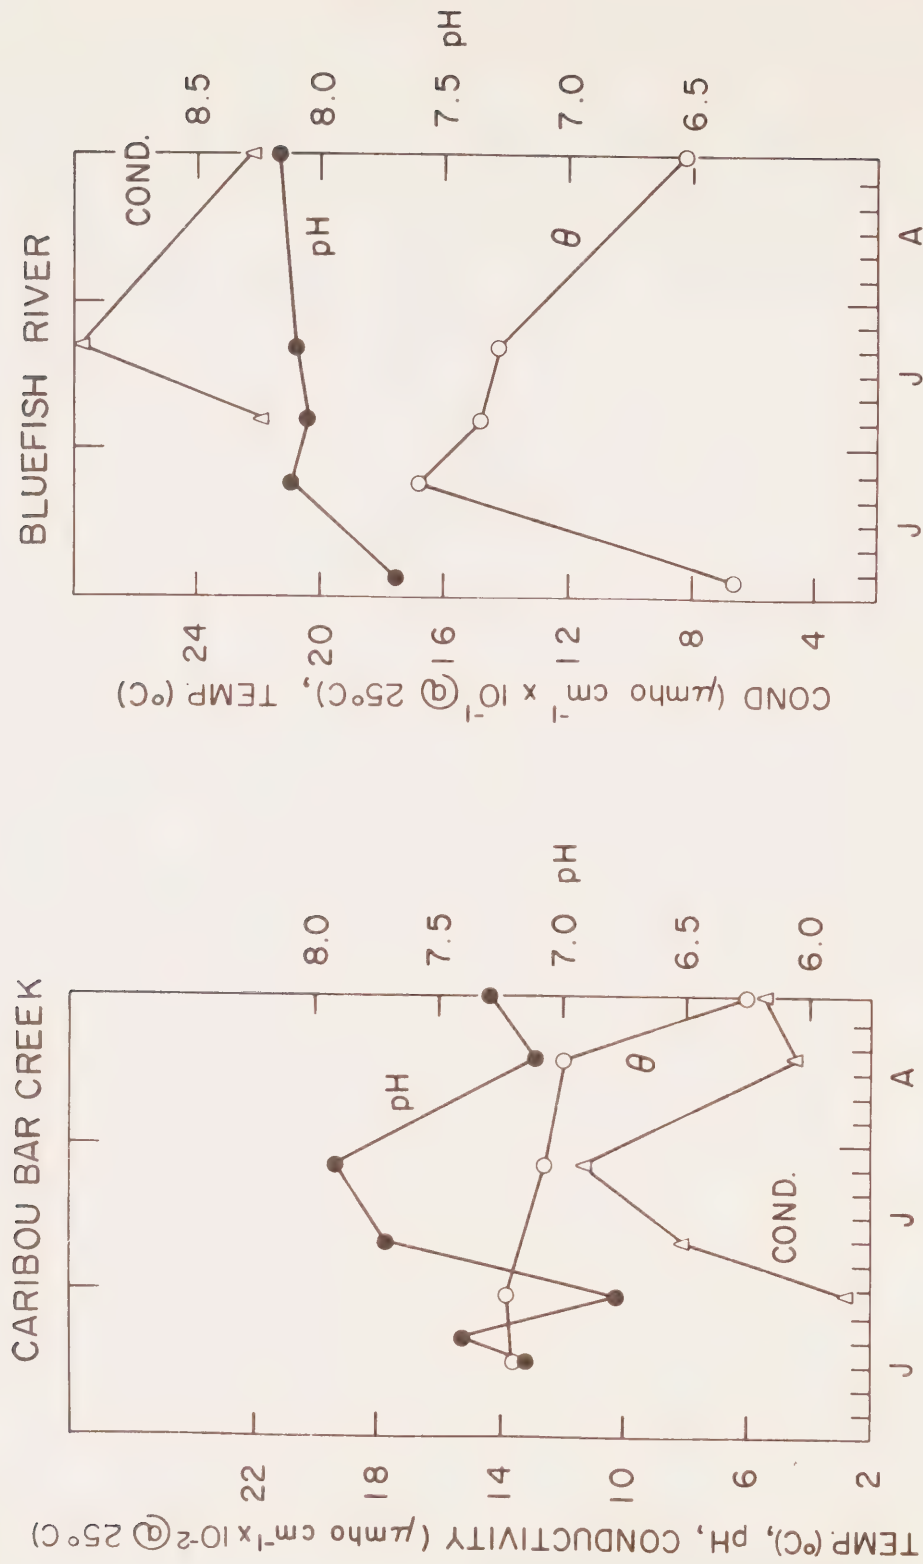 CARIBOU BAR CREEK
TEMP. (°C), pH, CONDUCTIVITY (μmho cm⁻¹ x 10⁻² @ 25°C)
22
18
14
10
6
2
pH
θ
COND.
8.0
7.5
7.0
6.5
6.0
pH
J
J
A
BLUEFISH RIVER
COND (μmho cm⁻¹ x 10⁻¹ @ 25°C), TEMP. (°C)
24
20
16
12
8
4
COND.
pH
θ
8.5
8.0
7.5
7.0
6.5
pH
J
J
A